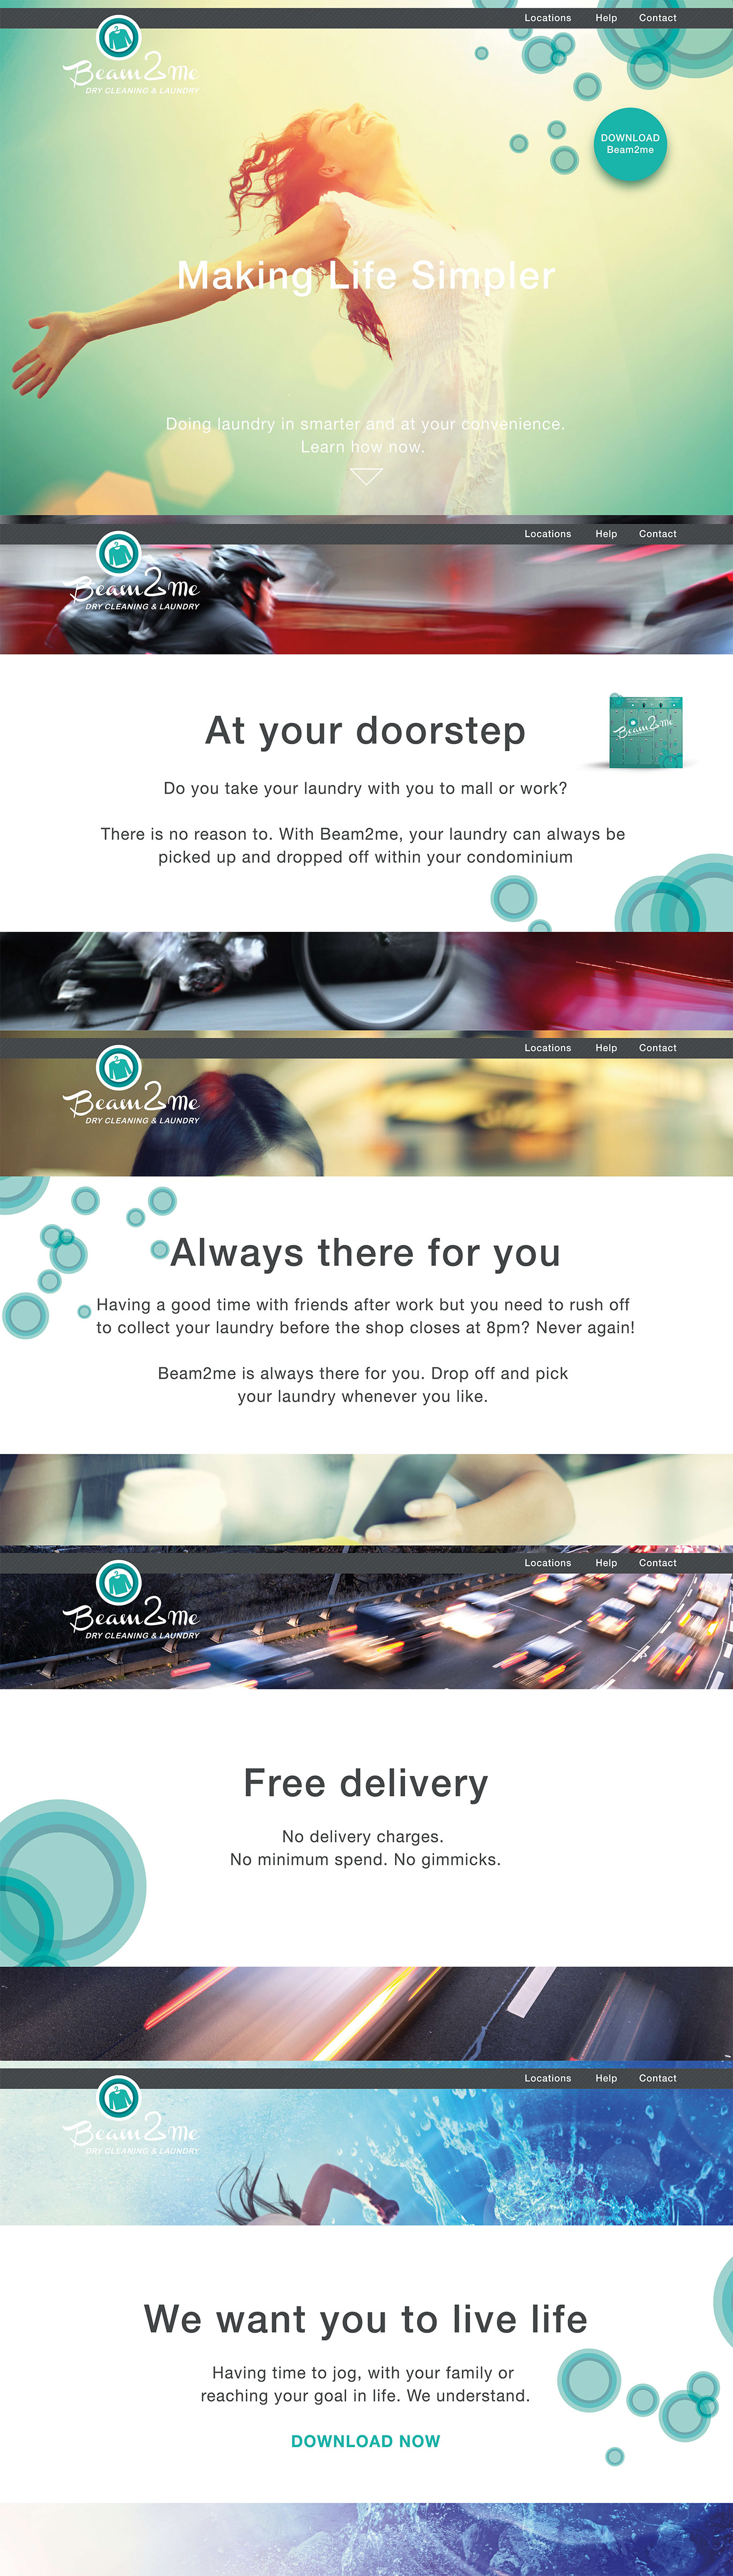 Locations Help Contact
Beam2me
DRY CLEANING & LAUNDRY
DOWNLOAD
Beam2me
Making Life Simpler
Doing laundry in smarter and at your convenience.
Learn how now.
Locations Help Contact
Beam2me
DRY CLEANING & LAUNDRY
At your doorstep
Beam2me
Do you take your laundry with you to mall or work?
There is no reason to. With Beam2me, your laundry can always be
picked up and dropped off within your condominium
Locations Help Contact
Beam2me
DRY CLEANING & LAUNDRY
Always there for you
Having a good time with friends after work but you need to rush off
to collect your laundry before the shop closes at 8pm? Never again!
Beam2me is always there for you. Drop off and pick
your laundry whenever you like.
Locations Help Contact
Beam2me
DRY CLEANING & LAUNDRY
Free delivery
No delivery charges.
No minimum spend. No gimmicks.
Locations Help Contact
Beam2me
DRY CLEANING & LAUNDRY
We want you to live life
Having time to jog, with your family or
reaching your goal in life. We understand.
DOWNLOAD NOW